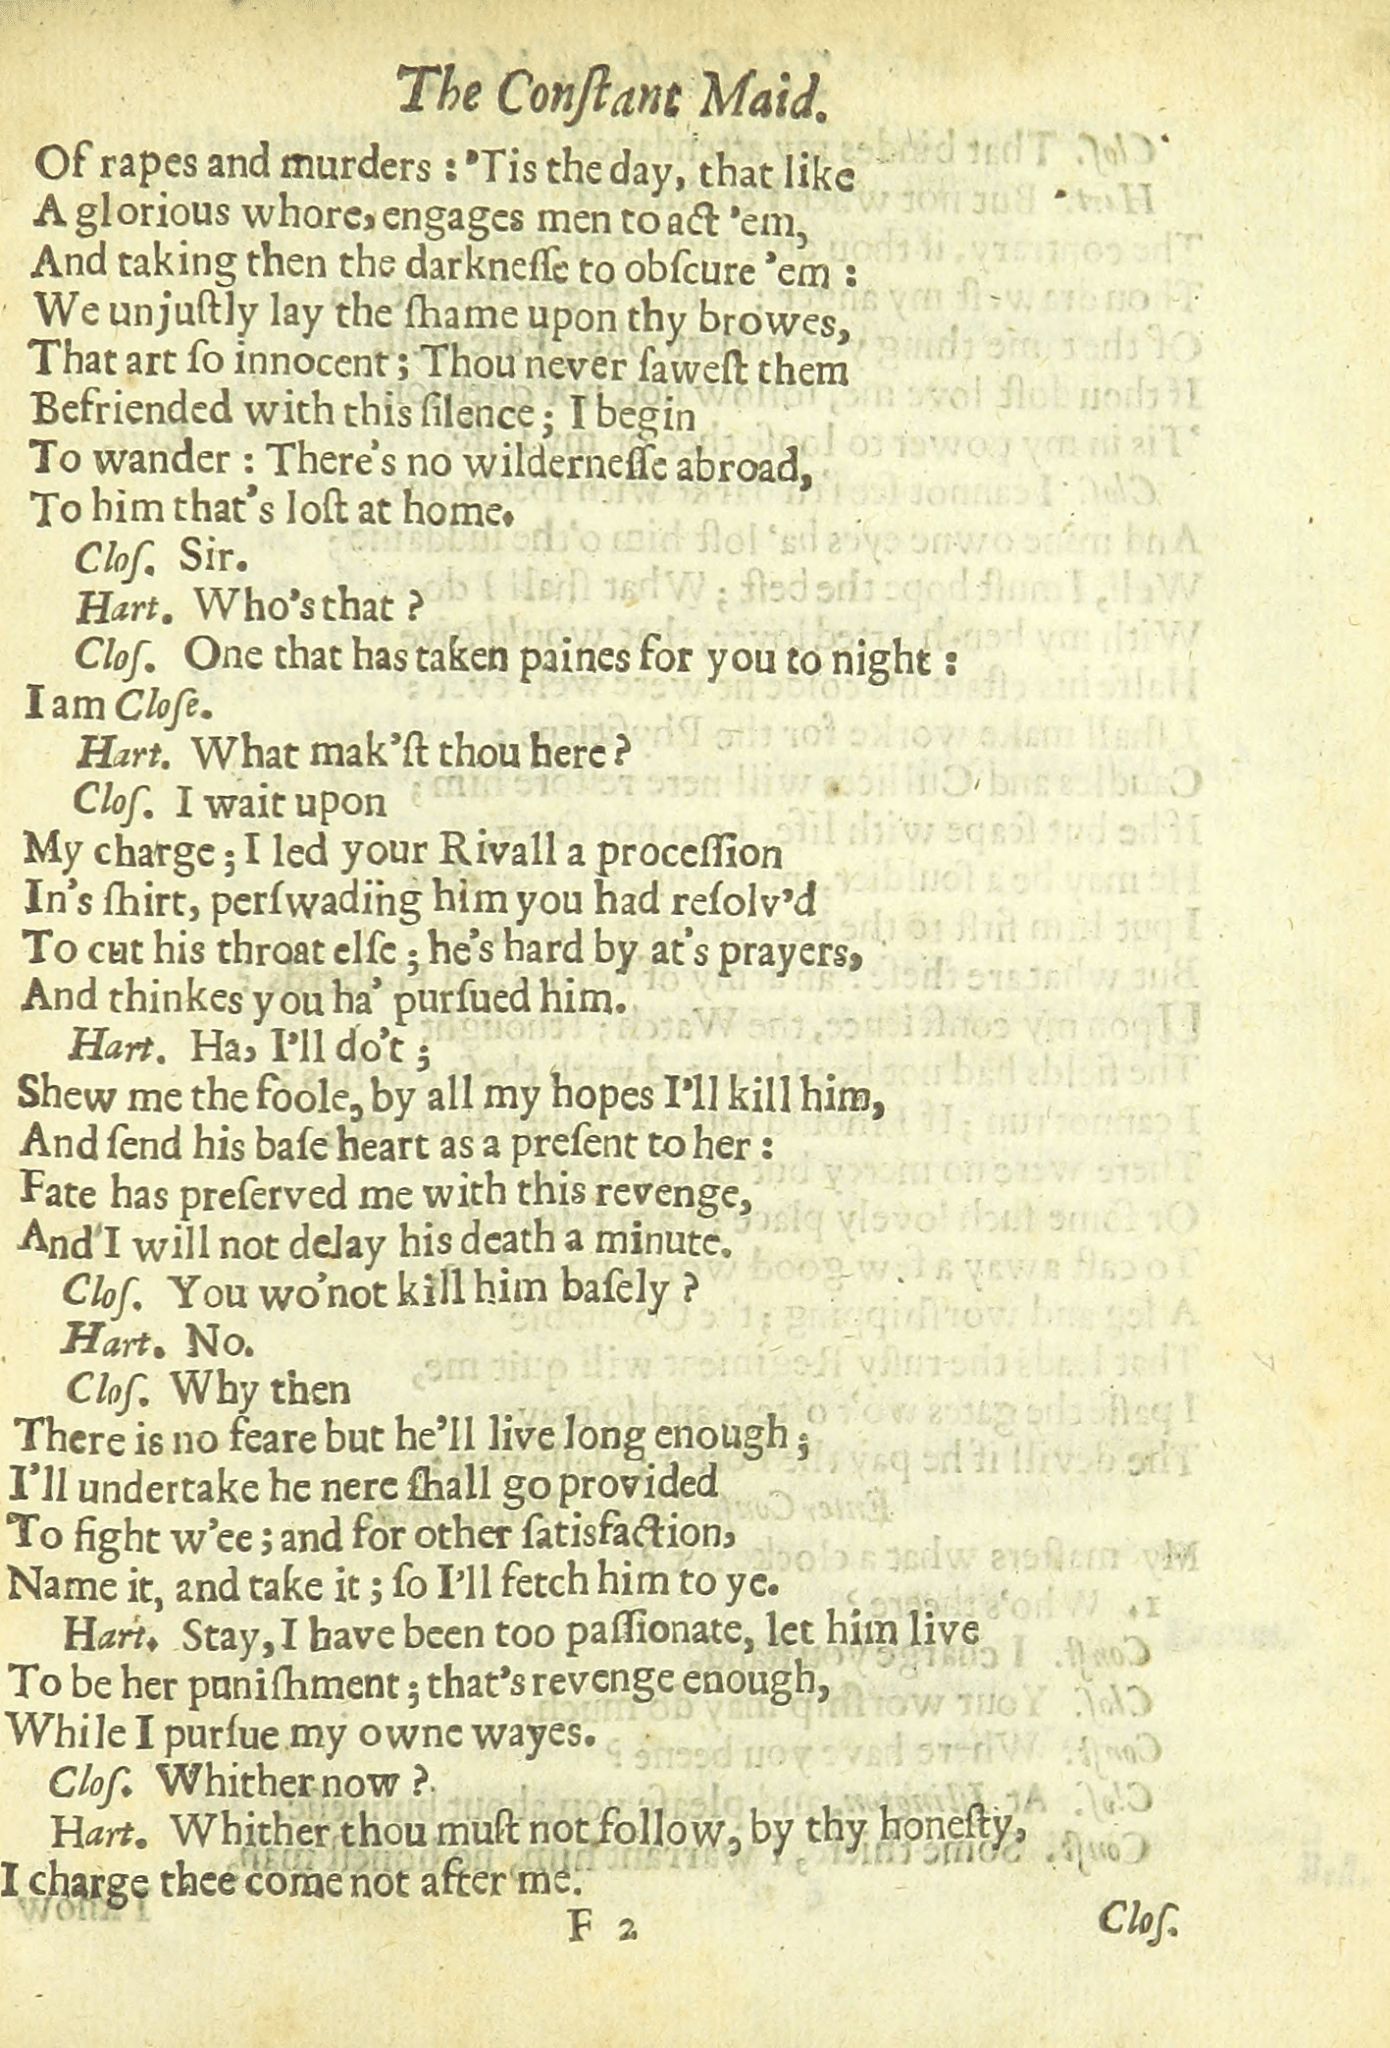 The Conſtant Maid.
Of rapes and murders : 'Tis the day, that like
A glorious whore, engages men to act 'em,
And taking then the darkneſſe to obſcure 'em :
We unjuſtly lay the ſhame upon thy browes,
That art ſo innocent ; Thou never ſaweſt them
Befriended with this ſilence ; I begin
To wander : There's no wilderneſſe abroad,
To him that's loſt at home.
Cloſ. Sir.
Hart. Who's that ?
Cloſ. One that has taken paines for you to night :
I am Cloſe.
Hart. What mak'ſt thou here ?
Cloſ. I wait upon
My charge ; I led your Rivall a proceſſion
In's ſhirt, perſwading him you had reſolv'd
To cut his throat elſe ; he's hard by at's prayers,
And thinkes you ha' purſued him.
Hart. Ha, I'll do't ;
Shew me the foole, by all my hopes I'll kill him,
And ſend his baſe heart as a preſent to her :
Fate has preſerved me with this revenge,
And I will not delay his death a minute.
Cloſ. You wo'not kill him baſely ?
Hart. No.
Cloſ. Why then
There is no feare but he'll live long enough ;
I'll undertake he nere ſhall go provided
To fight w'ee ; and for other ſatisfaction,
Name it, and take it ; ſo I'll fetch him to ye.
Hart. Stay, I have been too paſſionate, let him live
To be her puniſhment ; that's revenge enough,
While I purſue my owne wayes.
Cloſ. Whither now ?
Hart. Whither thou muſt not follow, by thy honeſty,
I charge thee come not after me.
F 2 Cloſ.